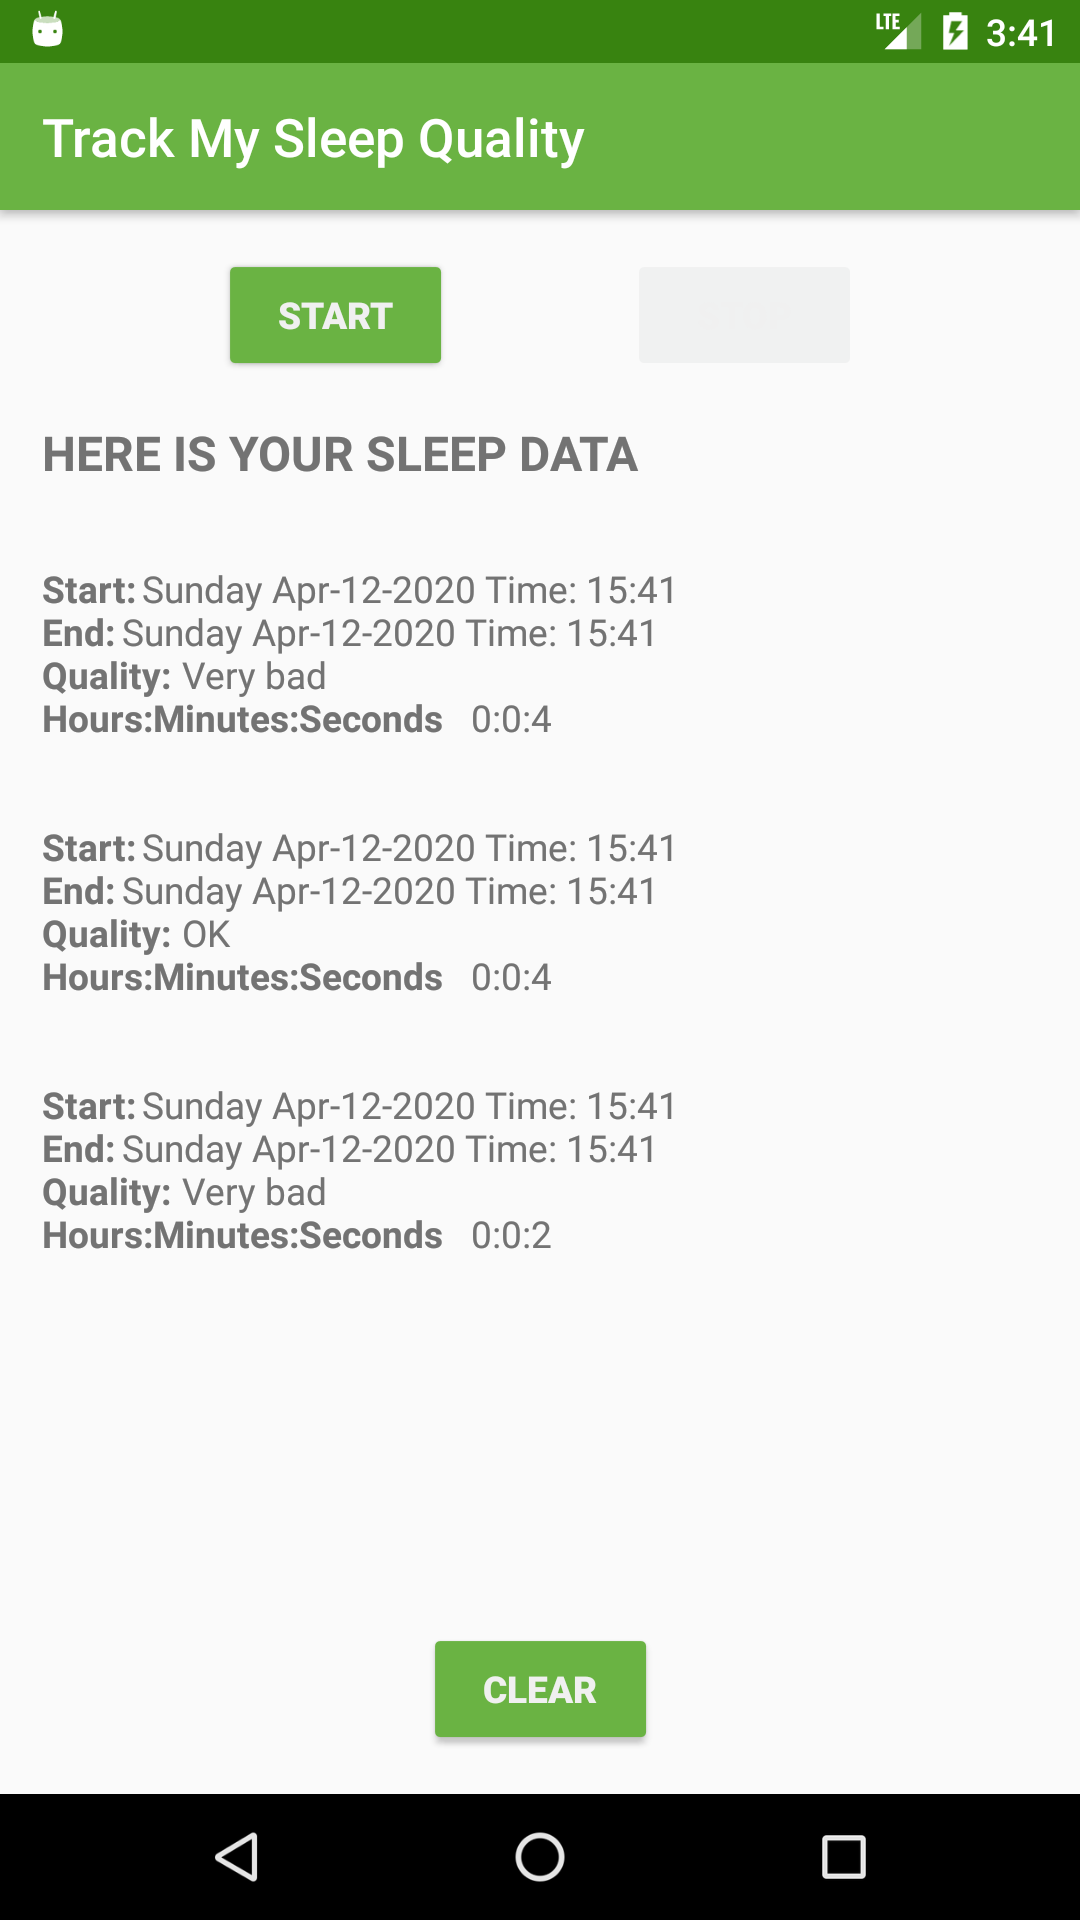 LTE 3:41
Track My Sleep Quality
START
HERE IS YOUR SLEEP DATA
Start: Sunday Apr-12-2020 Time: 15:41
End: Sunday Apr-12-2020 Time: 15:41
Quality: Very bad
Hours:Minutes:Seconds 0:0:4
Start: Sunday Apr-12-2020 Time: 15:41
End: Sunday Apr-12-2020 Time: 15:41
Quality: OK
Hours:Minutes:Seconds 0:0:4
Start: Sunday Apr-12-2020 Time: 15:41
End: Sunday Apr-12-2020 Time: 15:41
Quality: Very bad
Hours:Minutes:Seconds 0:0:2
CLEAR